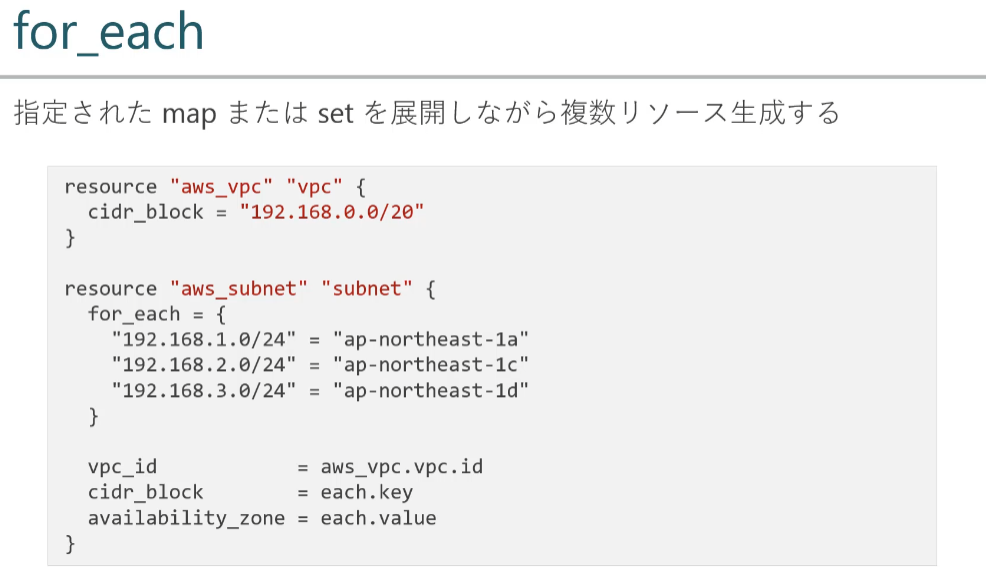 for_each
指定された map または set を展開しながら複数リソース生成する
resource "aws_vpc" "vpc" {
  cidr_block = "192.168.0.0/20"
}

resource "aws_subnet" "subnet" {
  for_each = {
    "192.168.1.0/24" = "ap-northeast-1a"
    "192.168.2.0/24" = "ap-northeast-1c"
    "192.168.3.0/24" = "ap-northeast-1d"
  }

  vpc_id            = aws_vpc.vpc.id
  cidr_block        = each.key
  availability_zone = each.value
}